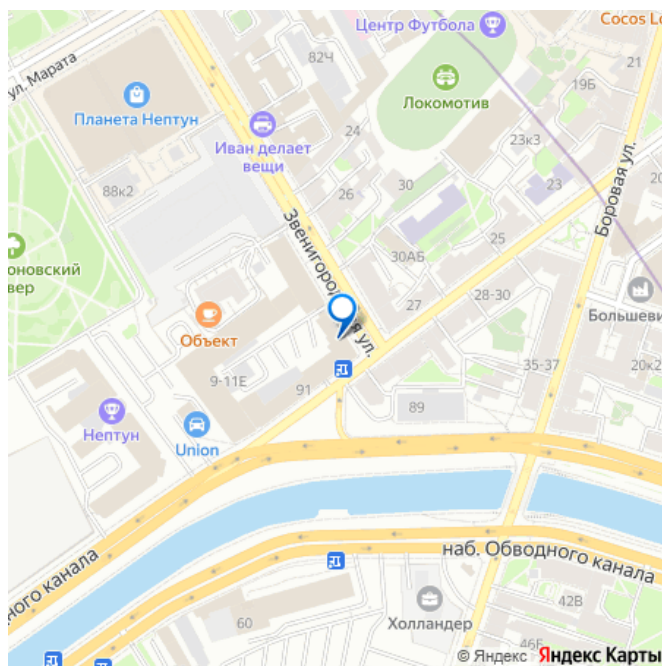 Центр Футбола
Cocos Lo
82Ч
21
ул. Марата
19Б
Локомотив
Планета Нептун
Иван делает
вещи
24
23к3
88к2
26
30
23
Боровая ул.
Звенигородская ул.
25
оновский
вер
30АБ
27
28-30
Большеви
Объект
9-11Е
91
35-37
20к2
89
Нептун
Union
дного канала
наб. Обводного канала
60
Холландер
42В
46Б
© Яндекс Яндекс Карты